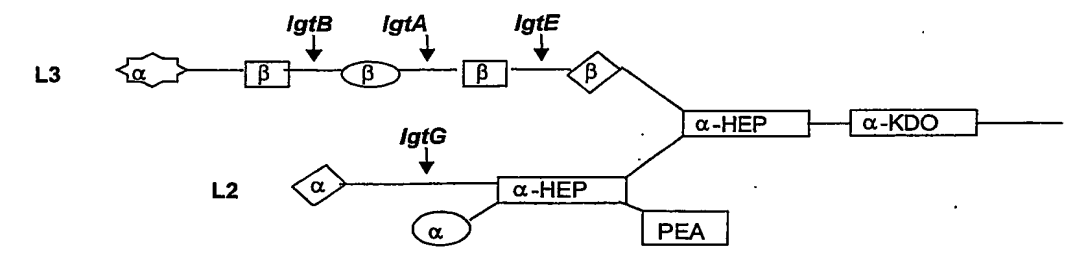 lgtB lgtA lgtE
L3 α β β β β
α-HEP α-KDO
lgtG
L2 α α-HEP
α PEA